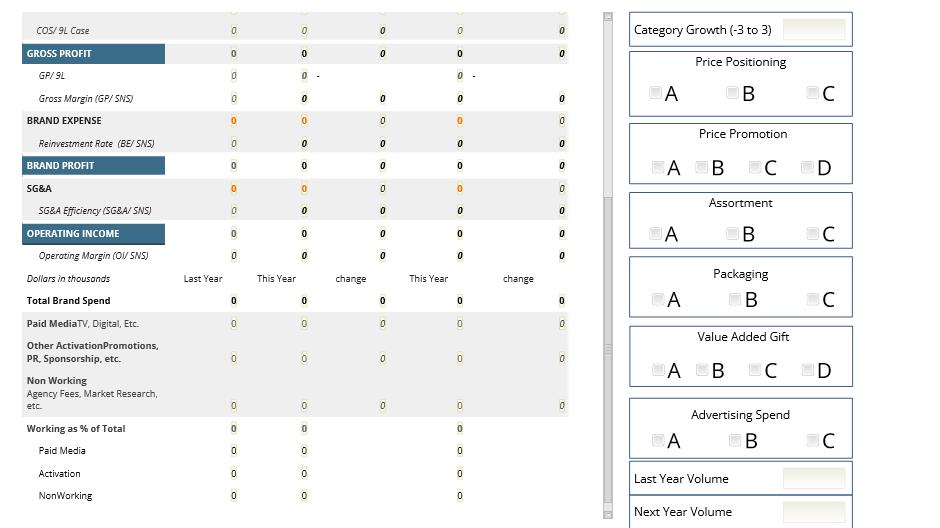 COS/ 9L Case 0 0 0 0 0
GROSS PROFIT 0 0 0 0 0
GP/ 9L 0 0 - 0 -
Gross Margin (GP/ SNS) 0 0 0 0 0
BRAND EXPENSE 0 0 0 0 0
Reinvestment Rate (BE/ SNS) 0 0 0 0 0
BRAND PROFIT 0 0 0 0 0
SG&A 0 0 0 0 0
SG&A Efficiency (SG&A/ SNS) 0 0 0 0 0
OPERATING INCOME 0 0 0 0 0
Operating Margin (OI/ SNS) 0 0 0 0 0
Dollars in thousands Last Year This Year change This Year change
Total Brand Spend 0 0 0 0 0
Paid MediaTV, Digital, Etc. 0 0 0 0 0
Other ActivationPromotions,
PR, Sponsorship, etc. 0 0 0 0 0
Non Working
Agency Fees, Market Research,
etc. 0 0 0 0 0
Working as % of Total 0 0 0
Paid Media 0 0 0
Activation 0 0 0
NonWorking 0 0 0
Category Growth (-3 to 3)
Price Positioning
A B C
Price Promotion
A B C D
Assortment
A B C
Packaging
A B C
Value Added Gift
A B C D
Advertising Spend
A B C
Last Year Volume
Next Year Volume